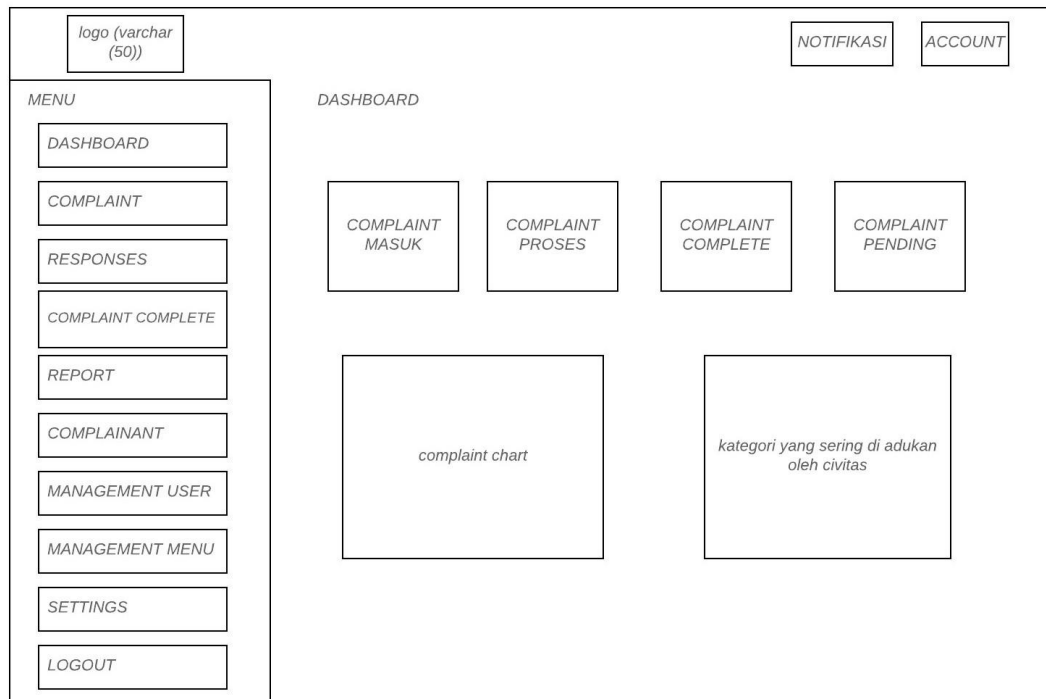 logo (varchar
(50))
NOTIFIKASI
ACCOUNT
MENU
DASHBOARD
COMPLAINT
RESPONSES
COMPLAINT COMPLETE
REPORT
COMPLAINANT
MANAGEMENT USER
MANAGEMENT MENU
SETTINGS
LOGOUT
DASHBOARD
COMPLAINT
MASUK
COMPLAINT
PROSES
COMPLAINT
COMPLETE
COMPLAINT
PENDING
complaint chart
kategori yang sering di adukan
oleh civitas